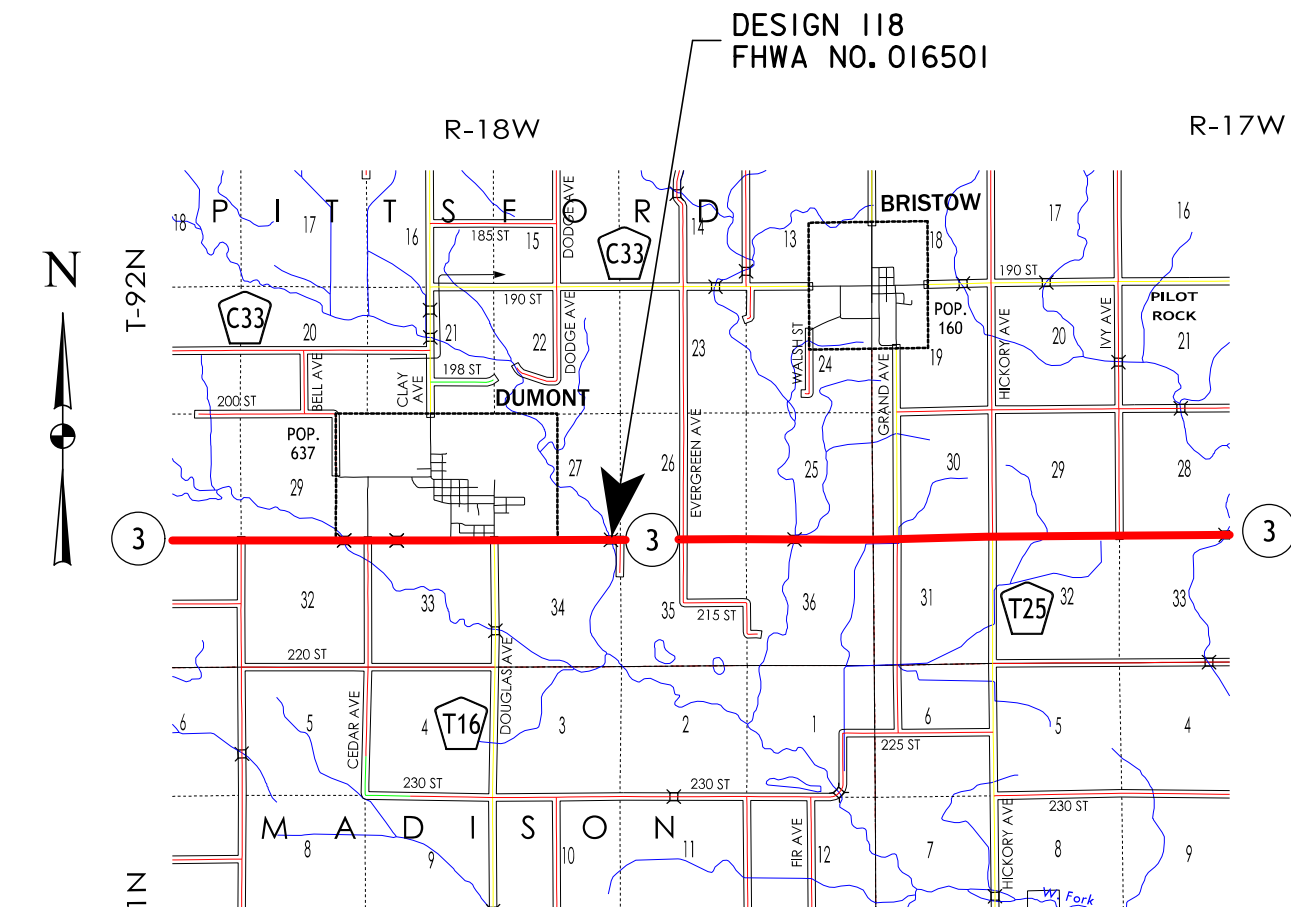 DESIGN 118
FHWA NO. 016501
R-18W
R-17W
N
T-92N
PITTSFORD
BRISTOW
18
17
16
15
14
13
18
17
16
185 ST
DODGE AVE
C33
190 ST
190 ST
POP.
160
PILOT
ROCK
C33
20
21
22
23
24
19
20
21
DODGE AVE
WALSH ST
GRAND AVE
HICKORY AVE
IVY AVE
BELL AVE
CLAY
AVE
198 ST
200 ST
DUMONT
POP.
637
29
27
26
25
30
29
28
EVERGREEN AVE
3
3
3
32
33
34
35
36
31
32
33
215 ST
T25
220 ST
DOUGLAS AVE
CEDAR AVE
T16
6
5
4
3
2
1
6
5
4
225 ST
230 ST
230 ST
230 ST
MADISON
8
9
10
11
12
7
8
9
FIR AVE
HICKORY AVE
W. Fork
1N